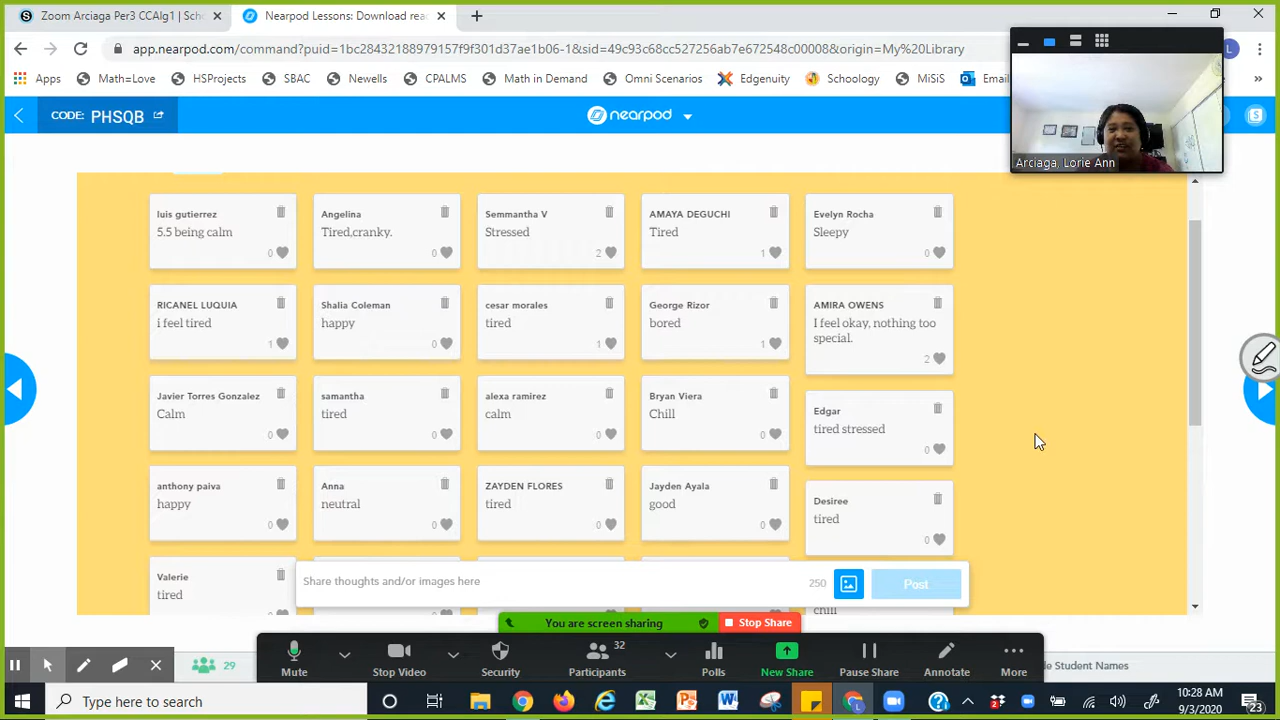 Zoom Arciaga Per3 CCAlg1 | Sch
Nearpod Lessons: Download read
app.nearpod.com/command?puid=1b2ce3232d979157f9f301d37ae1b06-1&sid=49c93c68cc527256ab7e672548c00008&origin=My%20Library
Apps
Math=Love
HSProjects
SBAC
Newells
CPALMS
Math in Demand
Omni Scenarios
Edgenuity
Schoology
MiSiS
Email
»
CODE: PHSQB
nearpod
L
S
Arciaga, Lorie Ann
luis gutierrez
5.5 being calm
0
Angelina
Tired,cranky.
0
Semmantha V
Stressed
2
AMAYA DEGUCHI
Tired
1
Evelyn Rocha
Sleepy
0
RICANEL LUQUIA
i feel tired
1
Shalia Coleman
happy
0
cesar morales
tired
1
George Rizor
bored
1
AMIRA OWENS
I feel okay, nothing too
special.
2
Javier Torres Gonzalez
Calm
0
samantha
tired
0
alexa ramirez
calm
0
Bryan Viera
Chill
0
Edgar
tired stressed
0
anthony paiva
happy
0
Anna
neutral
0
ZAYDEN FLORES
tired
0
Jayden Ayala
good
0
Desiree
tired
0
Valerie
tired
chill
Share thoughts and/or images here
250
Post
You are screen sharing
Stop Share
29
Mute
Stop Video
Security
32
Participants
Polls
New Share
Pause Share
Annotate
More
le Student Names
Type here to search
10:28 AM
9/3/2020
23